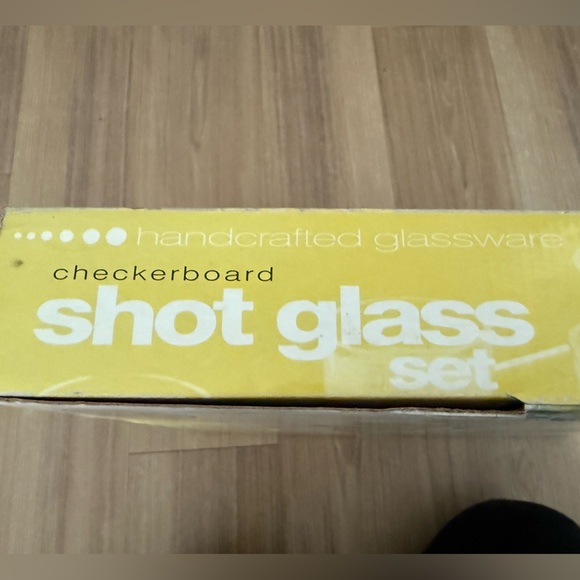 handcrafted glassware
checkerboard
shot glass
set